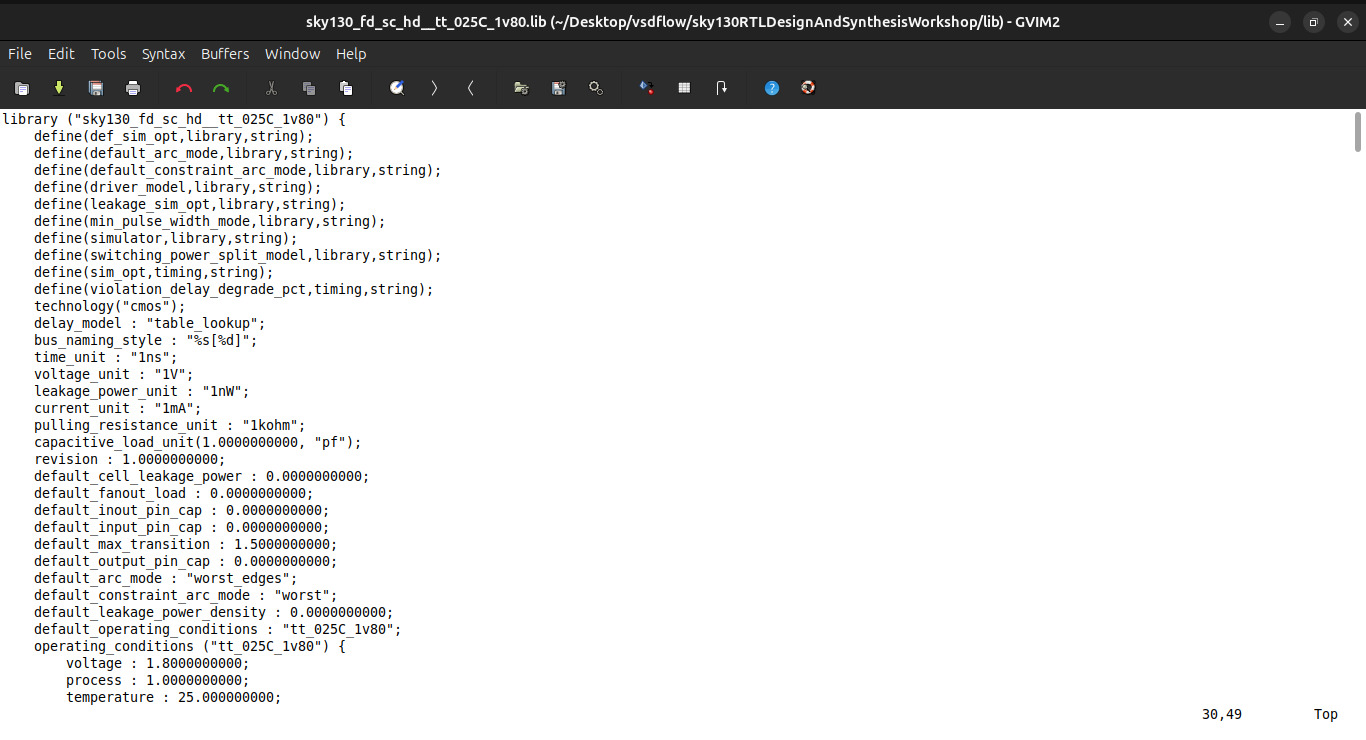 sky130_fd_sc_hd__tt_025C_1v80.lib (~/Desktop/vsdflow/sky130RTLDesignAndSynthesisWorkshop/lib) - GVIM2
File Edit Tools Syntax Buffers Window Help
library ("sky130_fd_sc_hd__tt_025C_1v80") {
    define(def_sim_opt,library,string);
    define(default_arc_mode,library,string);
    define(default_constraint_arc_mode,library,string);
    define(driver_model,library,string);
    define(leakage_sim_opt,library,string);
    define(min_pulse_width_mode,library,string);
    define(simulator,library,string);
    define(switching_power_split_model,library,string);
    define(sim_opt,timing,string);
    define(violation_delay_degrade_pct,timing,string);
    technology("cmos");
    delay_model : "table_lookup";
    bus_naming_style : "%s[%d]";
    time_unit : "1ns";
    voltage_unit : "1V";
    leakage_power_unit : "1nW";
    current_unit : "1mA";
    pulling_resistance_unit : "1kohm";
    capacitive_load_unit(1.0000000000, "pf");
    revision : 1.0000000000;
    default_cell_leakage_power : 0.0000000000;
    default_fanout_load : 0.0000000000;
    default_inout_pin_cap : 0.0000000000;
    default_input_pin_cap : 0.0000000000;
    default_max_transition : 1.5000000000;
    default_output_pin_cap : 0.0000000000;
    default_arc_mode : "worst_edges";
    default_constraint_arc_mode : "worst";
    default_leakage_power_density : 0.0000000000;
    default_operating_conditions : "tt_025C_1v80";
    operating_conditions ("tt_025C_1v80") {
        voltage : 1.8000000000;
        process : 1.0000000000;
        temperature : 25.000000000;
30,49 Top